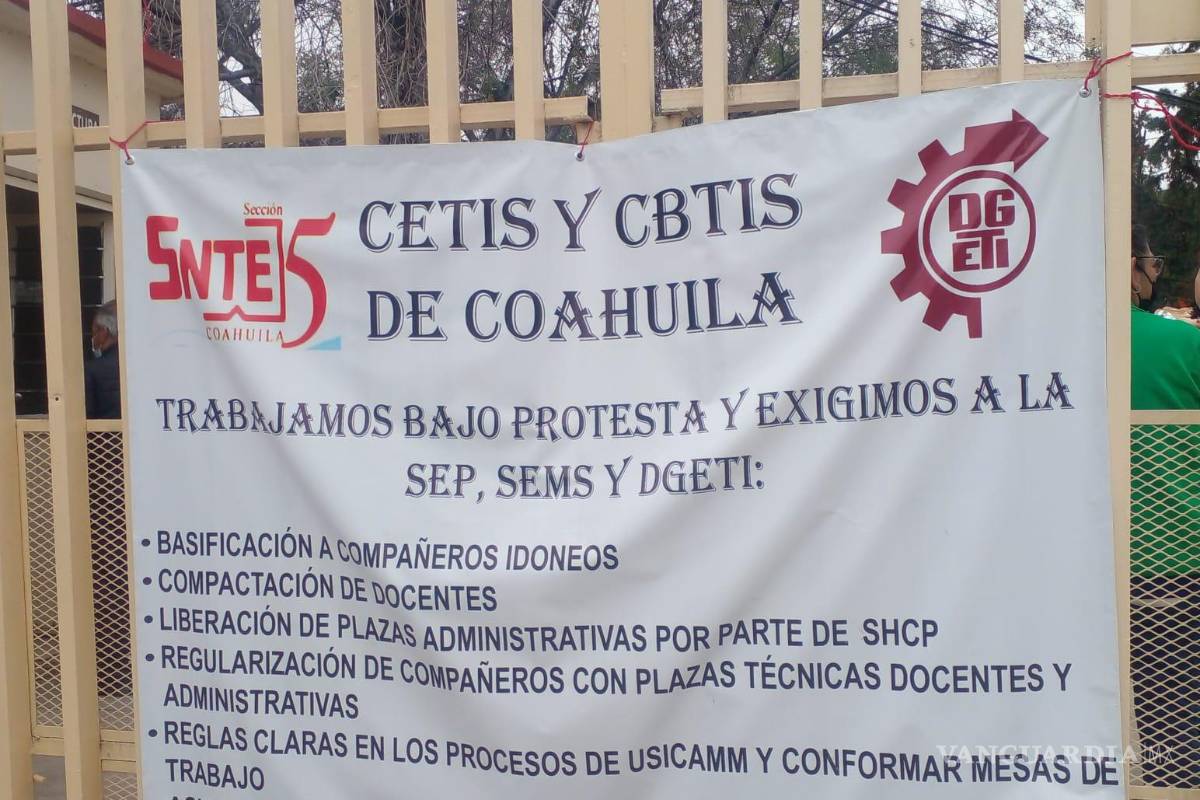 Sección
SNTE 5
COAHUILA
CETIS Y CBTIS
DE COAHUILA
DGETI
TRABAJAMOS BAJO PROTESTA Y EXIGIMOS A LA
SEP, SEMS Y DGETI:
• BASIFICACIÓN A COMPAÑEROS IDONEOS
• COMPACTACIÓN DE DOCENTES
• LIBERACIÓN DE PLAZAS ADMINISTRATIVAS POR PARTE DE SHCP
• REGULARIZACIÓN DE COMPAÑEROS CON PLAZAS TÉCNICAS DOCENTES Y
ADMINISTRATIVAS
• REGLAS CLARAS EN LOS PROCESOS DE USICAMM Y CONFORMAR MESAS DE
TRABAJO
VANGUARDIA MX